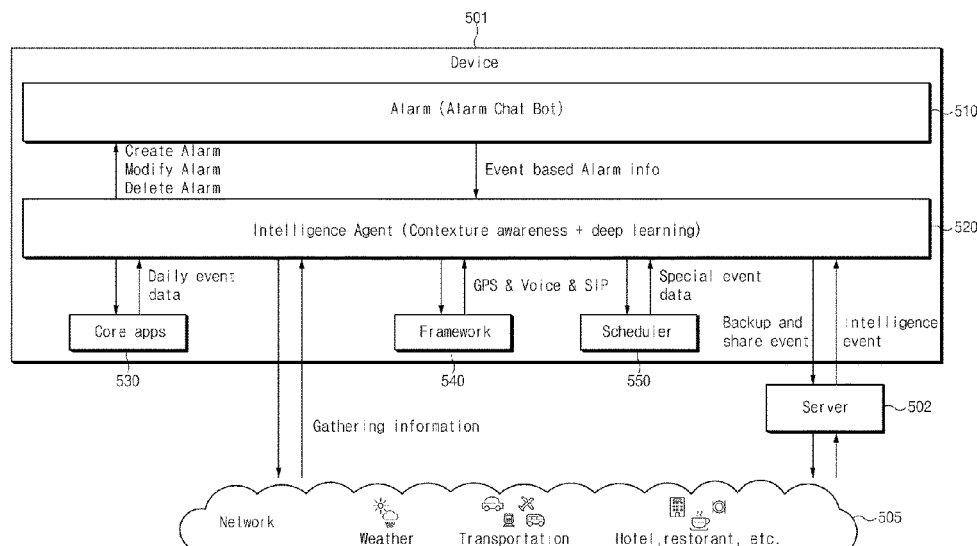 501
Device
Alarm (Alarm Chat Bot)
510
Create Alarm
Modify Alarm
Delete Alarm
Event based Alarm info
Intelligence Agent (Contexture awareness + deep learning)
520
Daily event
data
GPS & Voice & SIP
Special event
data
Backup and
share event
Intelligence
event
Core apps
Framework
Scheduler
530
540
550
Server
502
Gathering information
Network
Weather
Transportation
Hotel,restorant, etc.
505